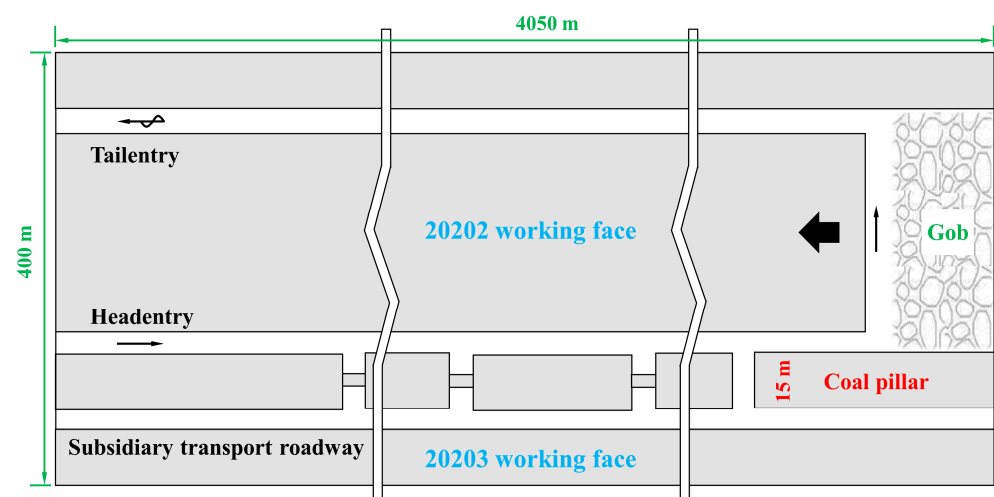 4050 m
400 m
Tailentry
20202 working face
Gob
Headentry
15 m
Coal pillar
Subsidiary transport roadway
20203 working face